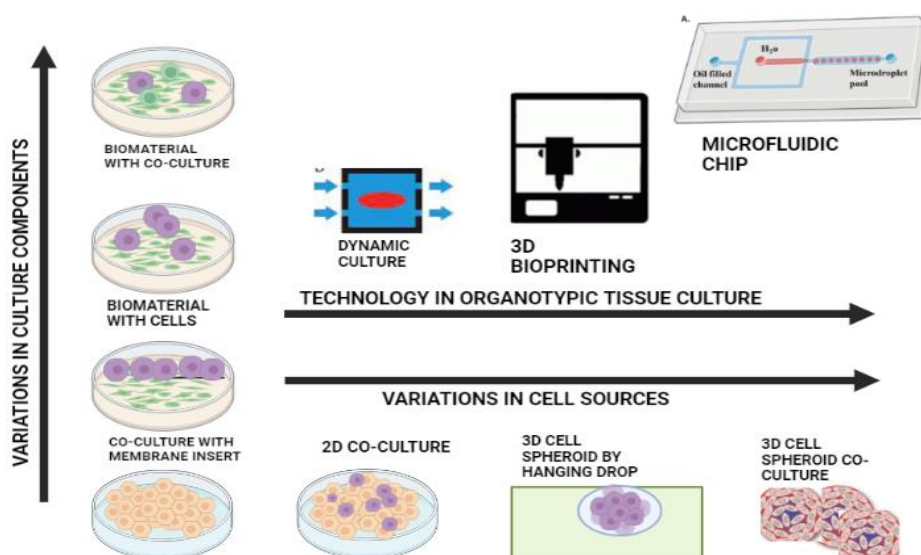 VARIATIONS IN CULTURE COMPONENTS
BIOMATERIAL
WITH CO-CULTURE
BIOMATERIAL
WITH CELLS
CO-CULTURE WITH
MEMBRANE INSERT
DYNAMIC
CULTURE
3D
BIOPRINTING
A.
H₂o
Oil filled
channel
Microdroplet
pool
MICROFLUIDIC
CHIP
TECHNOLOGY IN ORGANOTYPIC TISSUE CULTURE
VARIATIONS IN CELL SOURCES
2D CO-CULTURE
3D CELL
SPHEROID BY
HANGING DROP
3D CELL
SPHEROID CO-
CULTURE